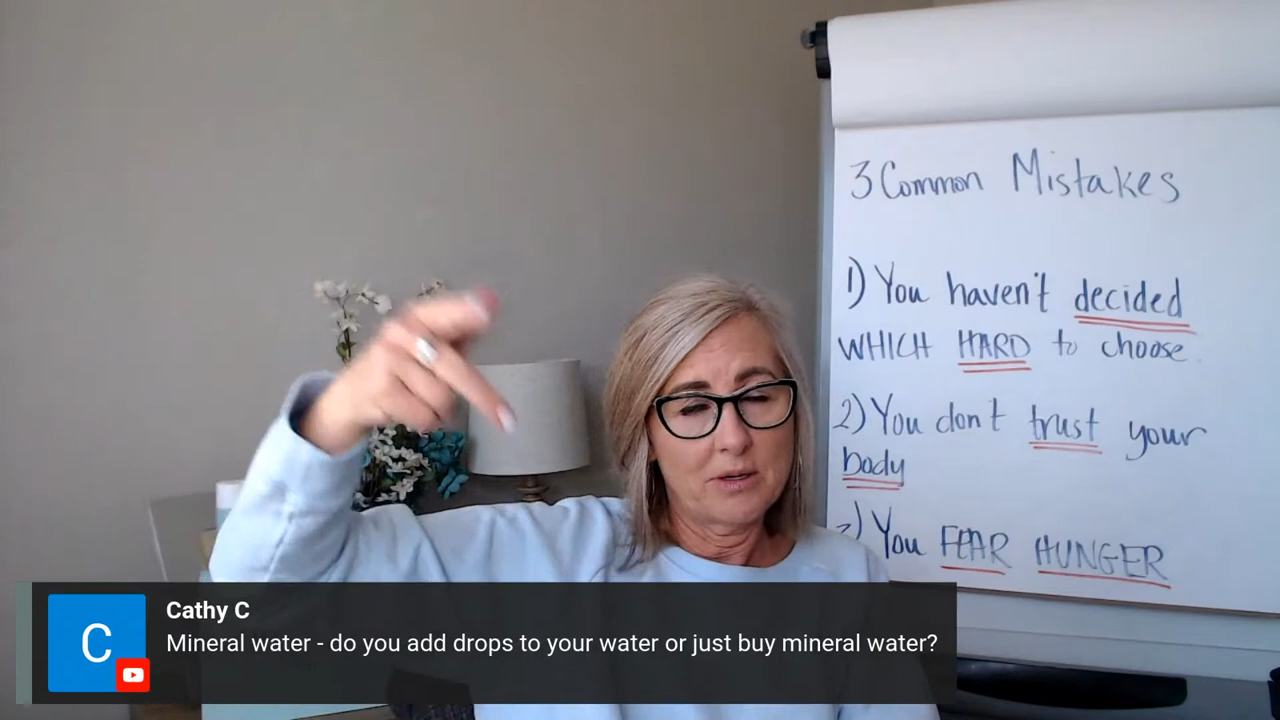 3 Common Mistakes
1) You haven't decided
WHICH HARD to choose.
2) You don't trust your
body
3) You FEAR HUNGER
C
Cathy C
Mineral water - do you add drops to your water or just buy mineral water?